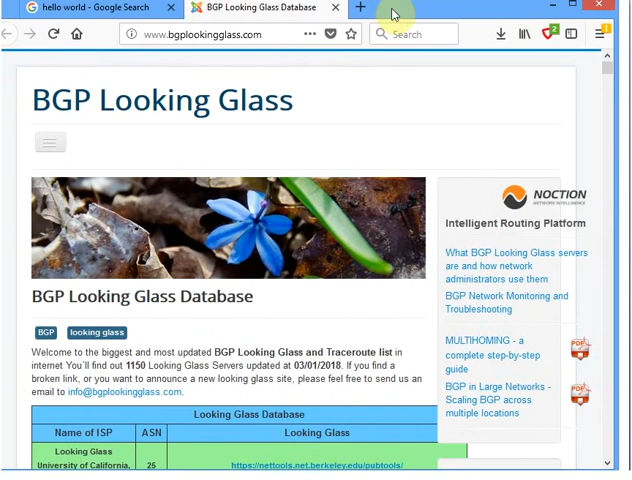 hello world - Google Search
BGP Looking Glass Database
www.bgplookingglass.com
Search
2
BGP Looking Glass
NOCTION
NETWORK INTELLIGENCE
Intelligent Routing Platform
What BGP Looking Glass servers
are and how network
administrators use them
BGP Network Monitoring and
Troubleshooting
MULTIHOMING - a
complete step-by-step
guide
PDF
BGP in Large Networks -
Scaling BGP across
multiple locations
PDF
BGP Looking Glass Database
BGP looking glass
Welcome to the biggest and most updated BGP Looking Glass and Traceroute list in
internet You´ll find out 1150 Looking Glass Servers updated at 03/01/2018. If you find a
broken link, or you want to announce a new looking glass site, please feel free to send us an
email to info@bgplookingglass.com.
Looking Glass Database
Name of ISP ASN Looking Glass
Looking Glass
University of California, 25 https://nettools.net.berkeley.edu/pubtools/